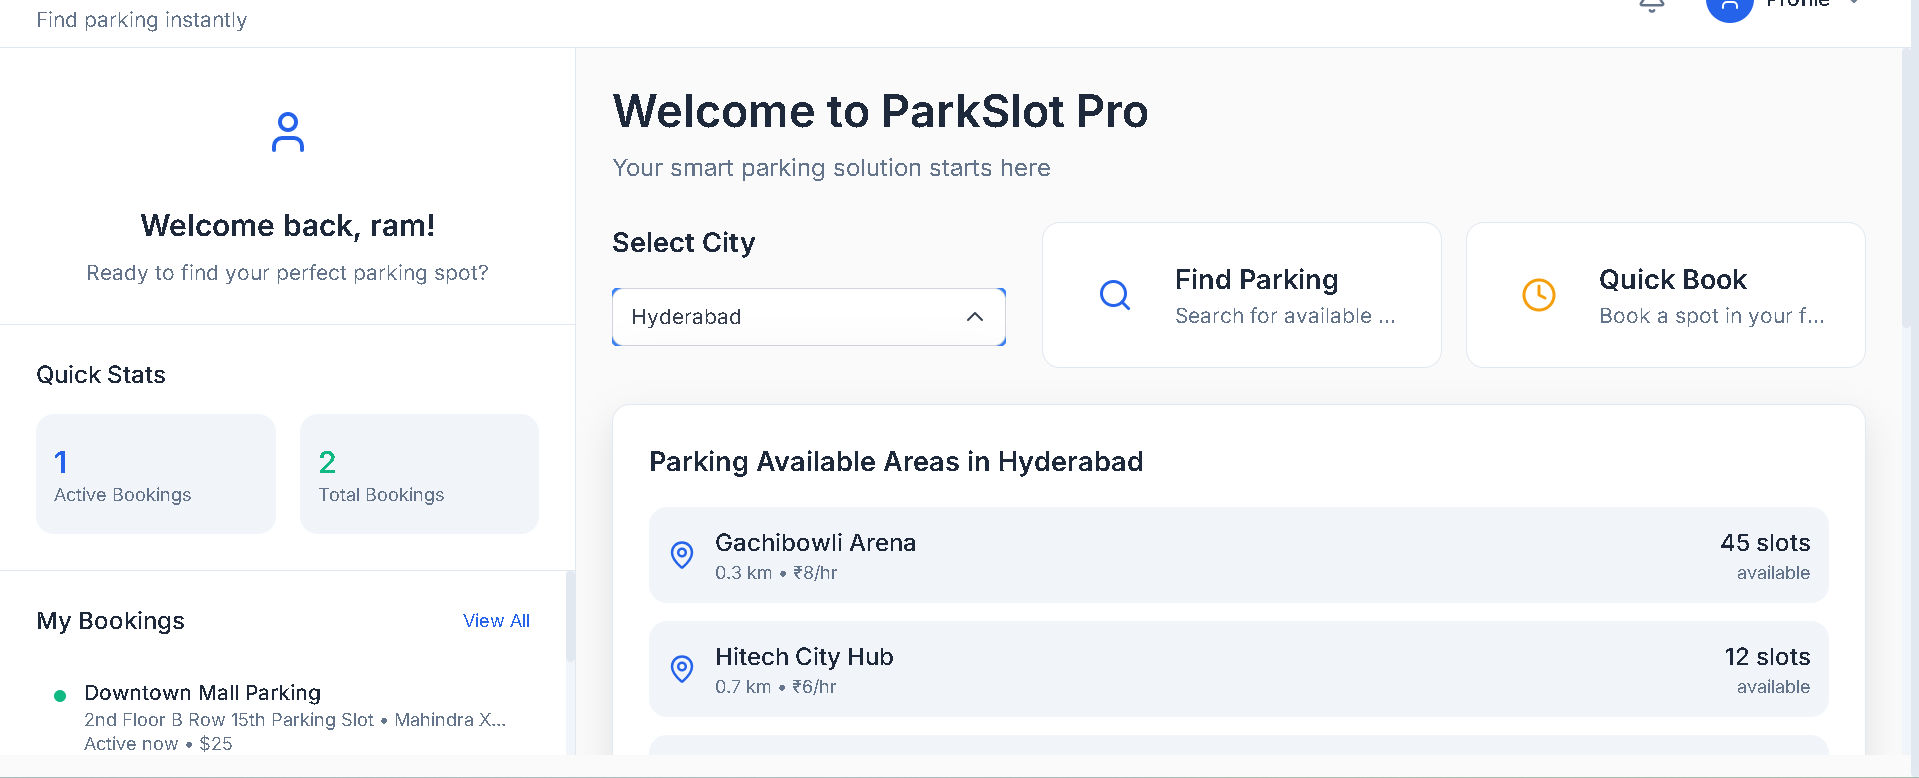 Find parking instantly
Profile
Welcome back, ram!
Ready to find your perfect parking spot?
Quick Stats
1
Active Bookings
2
Total Bookings
My Bookings
View All
Downtown Mall Parking
2nd Floor B Row 15th Parking Slot • Mahindra X...
Active now • $25
Welcome to ParkSlot Pro
Your smart parking solution starts here
Select City
Hyderabad
Find Parking
Search for available ...
Quick Book
Book a spot in your f...
Parking Available Areas in Hyderabad
Gachibowli Arena
0.3 km • ₹8/hr
45 slots
available
Hitech City Hub
0.7 km • ₹6/hr
12 slots
available